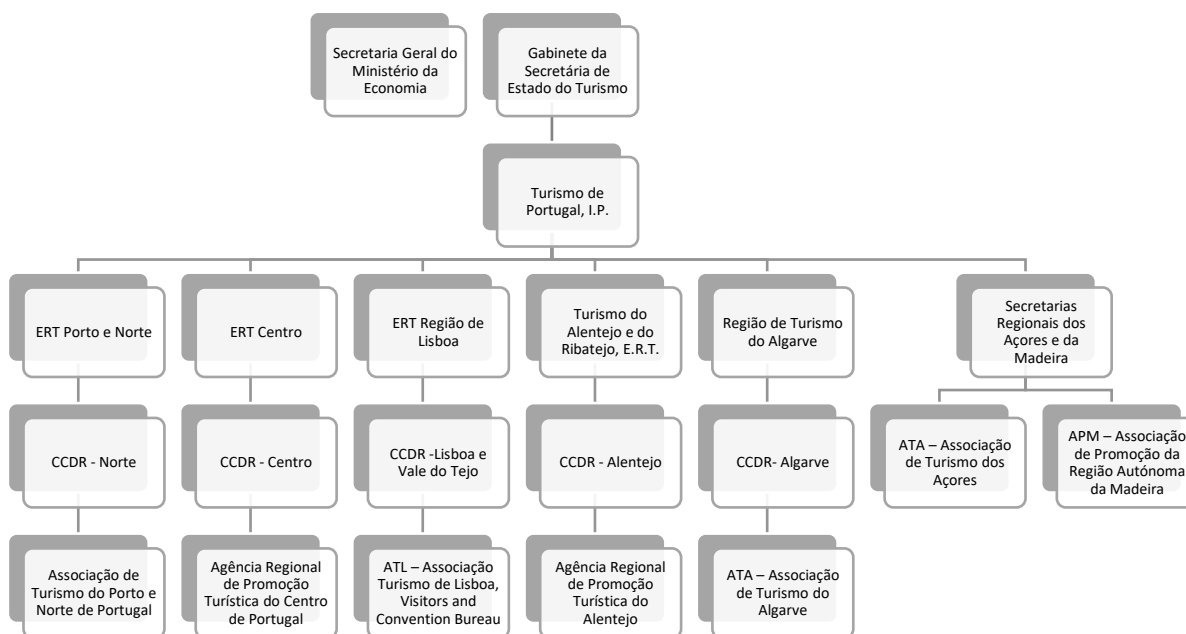 Secretaria Geral do
Ministério da
Economia
Gabinete da
Secretária de
Estado do Turismo
Turismo de
Portugal, I.P.
ERT Porto e Norte
ERT Centro
ERT Região de
Lisboa
Turismo do
Alentejo e do
Ribatejo, E.R.T.
Região de Turismo
do Algarve
Secretarias
Regionais dos
Açores e da
Madeira
CCDR - Norte
CCDR - Centro
CCDR -Lisboa e
Vale do Tejo
CCDR - Alentejo
CCDR- Algarve
ATA – Associação
de Turismo dos
Açores
APM – Associação
de Promoção da
Região Autónoma
da Madeira
Associação de
Turismo do Porto e
Norte de Portugal
Agência Regional
de Promoção
Turística do Centro
de Portugal
ATL – Associação
Turismo de Lisboa,
Visitors and
Convention Bureau
Agência Regional
de Promoção
Turística do
Alentejo
ATA – Associação
de Turismo do
Algarve